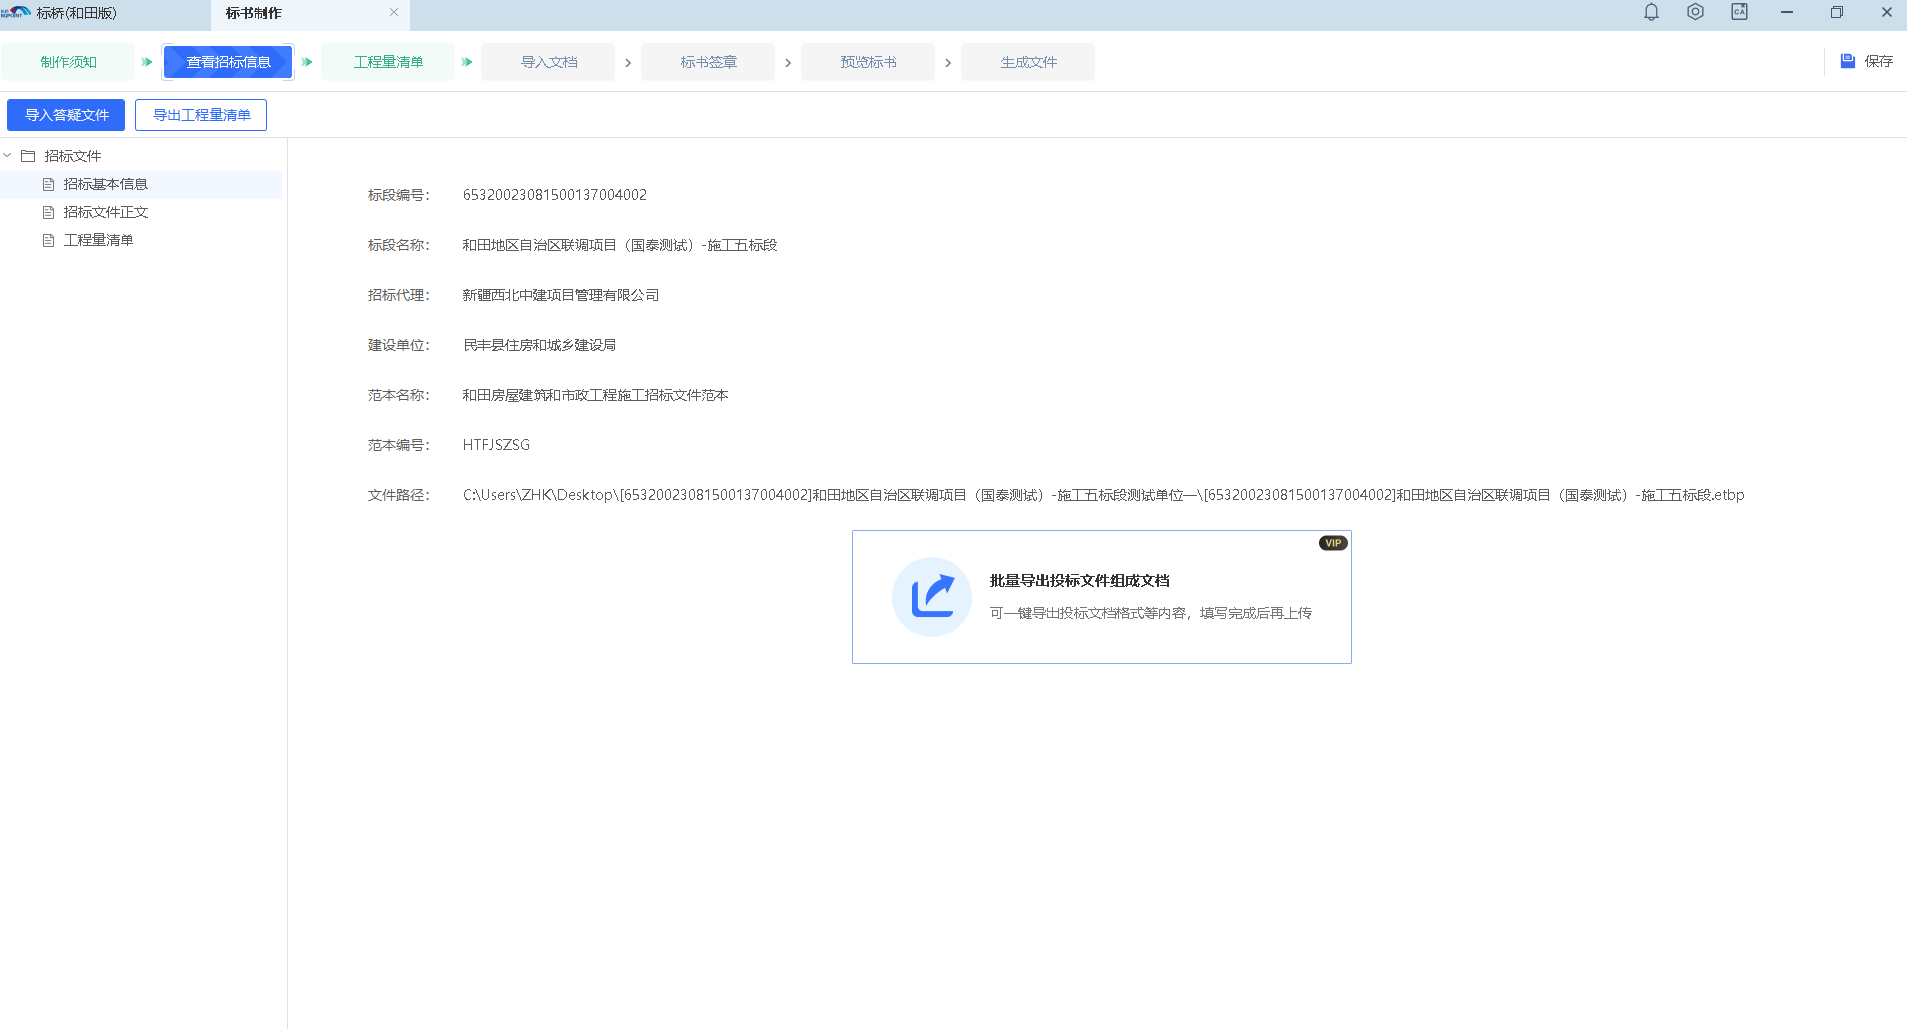 标桥(和田版)
标书制作
制作须知
查看招标信息
工程量清单
导入文档
标书签章
预览标书
生成文件
保存
导入答疑文件
导出工程量清单
招标文件
招标基本信息
招标文件正文
工程量清单
标段编号： 65320023081500137004002
标段名称： 和田地区自治区联调项目（国泰测试）-施工五标段
招标代理： 新疆西北中建项目管理有限公司
建设单位： 民丰县住房和城乡建设局
范本名称： 和田房屋建筑和市政工程施工招标文件范本
范本编号： HTFJSZSG
文件路径： C:\Users\ZHK\Desktop\[65320023081500137004002]和田地区自治区联调项目（国泰测试）-施工五标段测试单位一\[65320023081500137004002]和田地区自治区联调项目（国泰测试）-施工五标段.etbp
VIP
批量导出投标文件组成文档
可一键导出投标文档格式等内容，填写完成后再上传